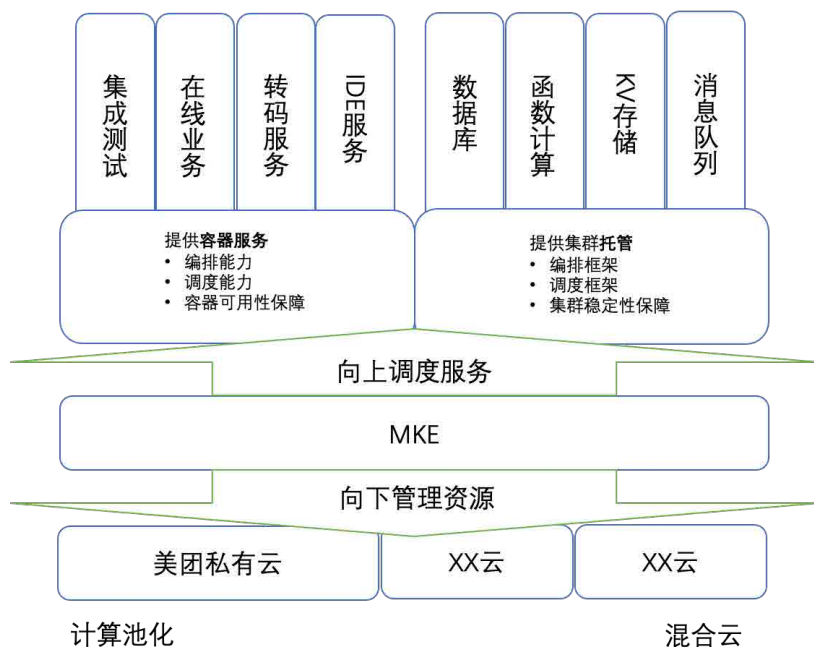 集成测试
在线业务
转码服务
IDE服务
数据库
函数计算
KV存储
消息队列
提供容器服务
• 编排能力
• 调度能力
• 容器可用性保障
提供集群托管
• 编排框架
• 调度框架
• 集群稳定性保障
向上调度服务
MKE
向下管理资源
美团私有云
XX云
XX云
计算池化
混合云